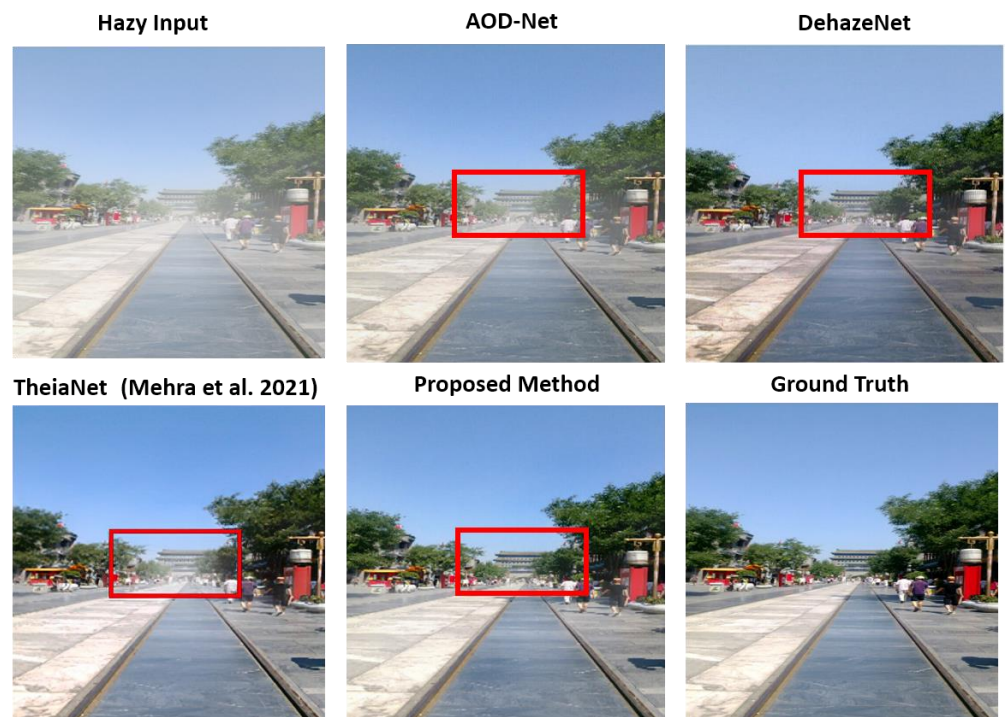 Hazy Input
AOD-Net
DehazeNet
TheiaNet (Mehra et al. 2021)
Proposed Method
Ground Truth